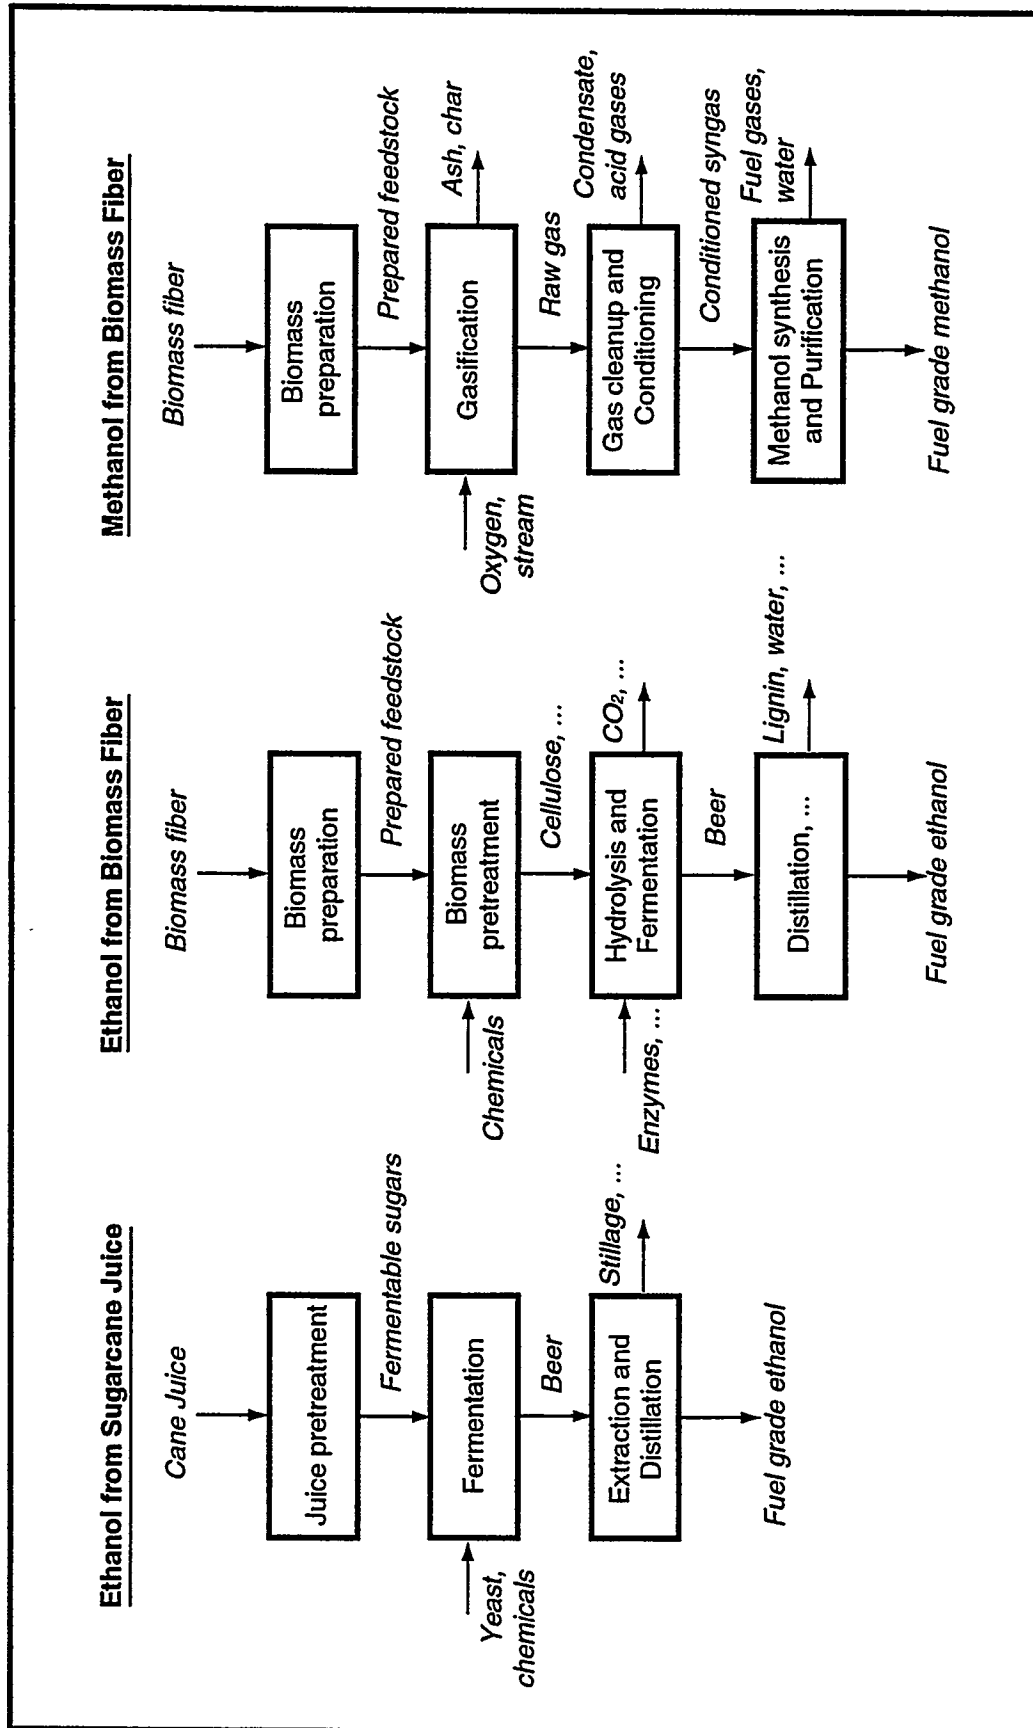 Ethanol from Sugarcane Juice
Cane Juice
Juice pretreatment
Fermentable sugars
Yeast,
chemicals
Fermentation
Beer
Extraction and
Distillation
Stillage, ...
Fuel grade ethanol
Ethanol from Biomass Fiber
Biomass fiber
Biomass
preparation
Prepared feedstock
Chemicals
Biomass
pretreatment
Cellulose, ...
Enzymes, ...
Hydrolysis and
Fermentation
CO2, ...
Beer
Distillation, ...
Lignin, water, ...
Fuel grade ethanol
Methanol from Biomass Fiber
Biomass fiber
Biomass
preparation
Prepared feedstock
Oxygen,
stream
Gasification
Ash, char
Raw gas
Gas cleanup and
Conditioning
Condensate,
acid gases
Conditioned syngas
Methanol synthesis
and Purification
Fuel gases,
water
Fuel grade methanol